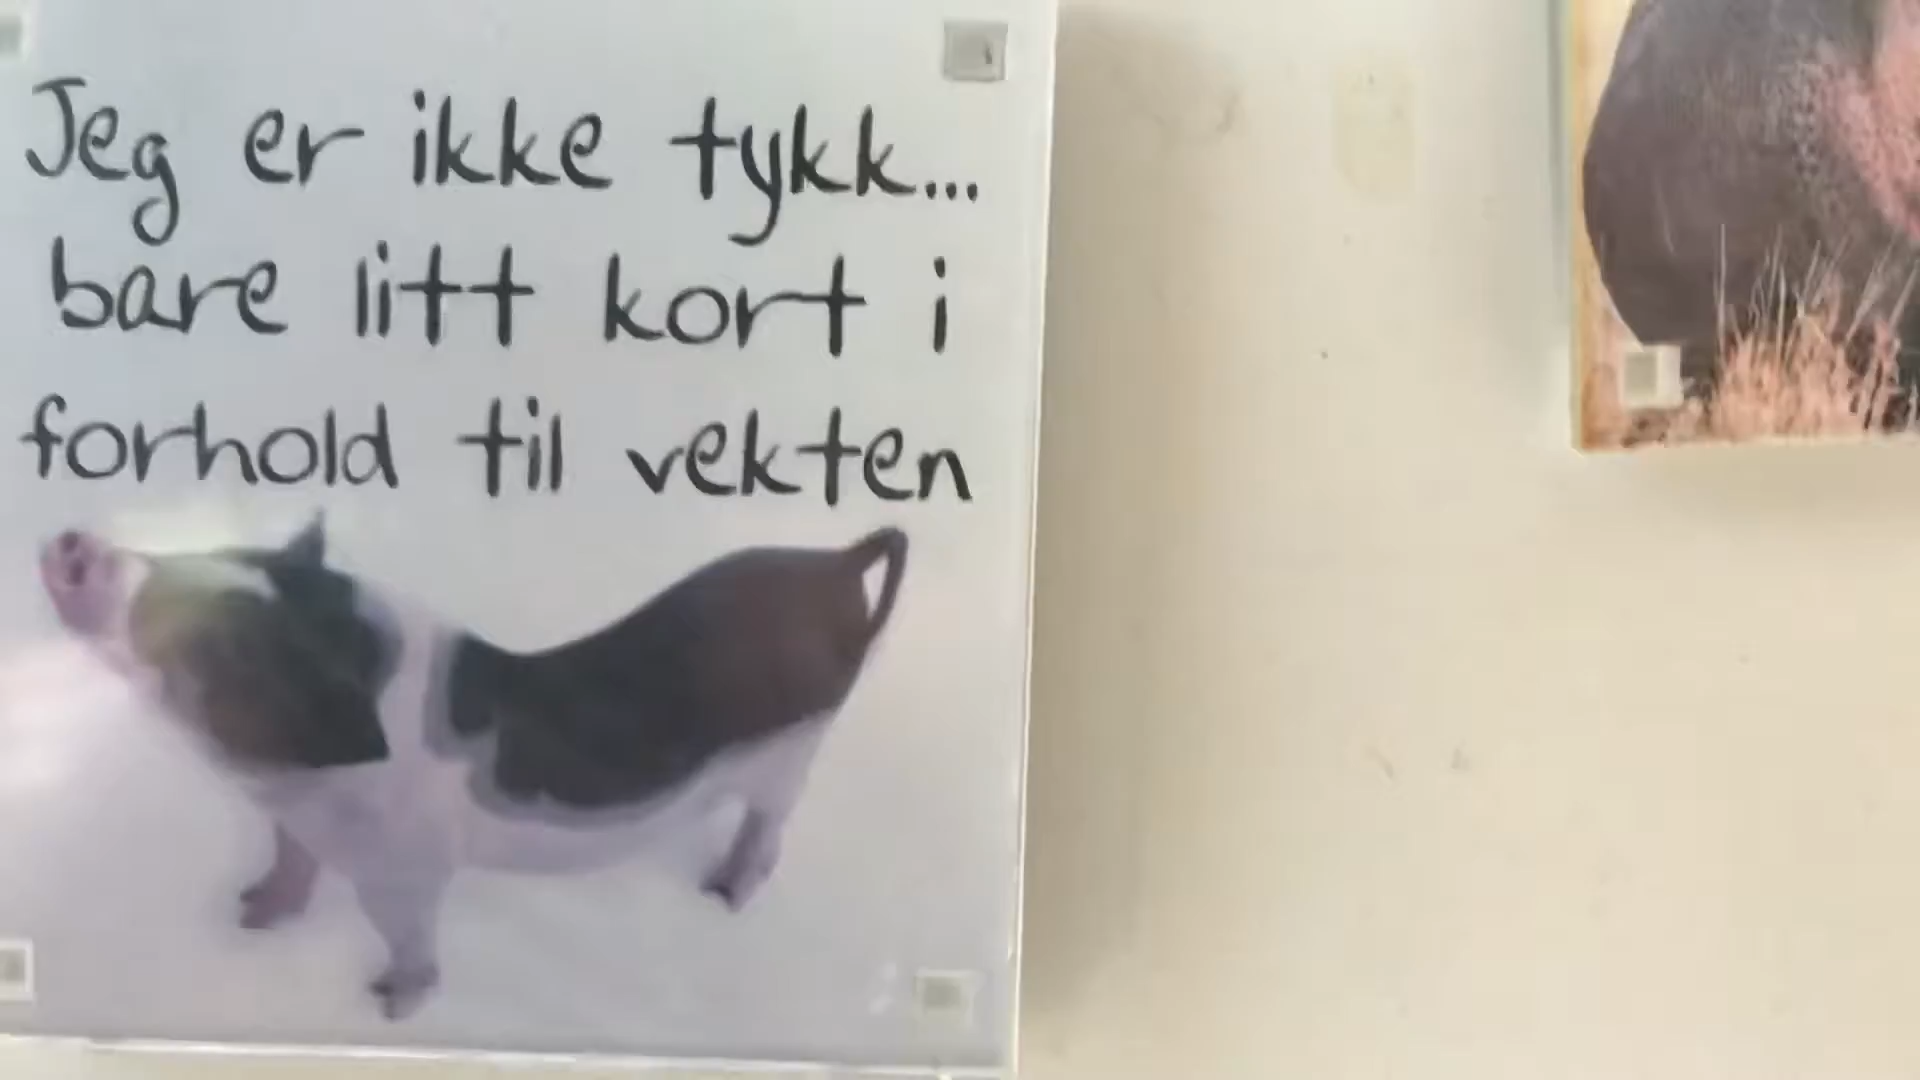 Jeg er ikke tykk...
bare litt kort i
forhold til vekten